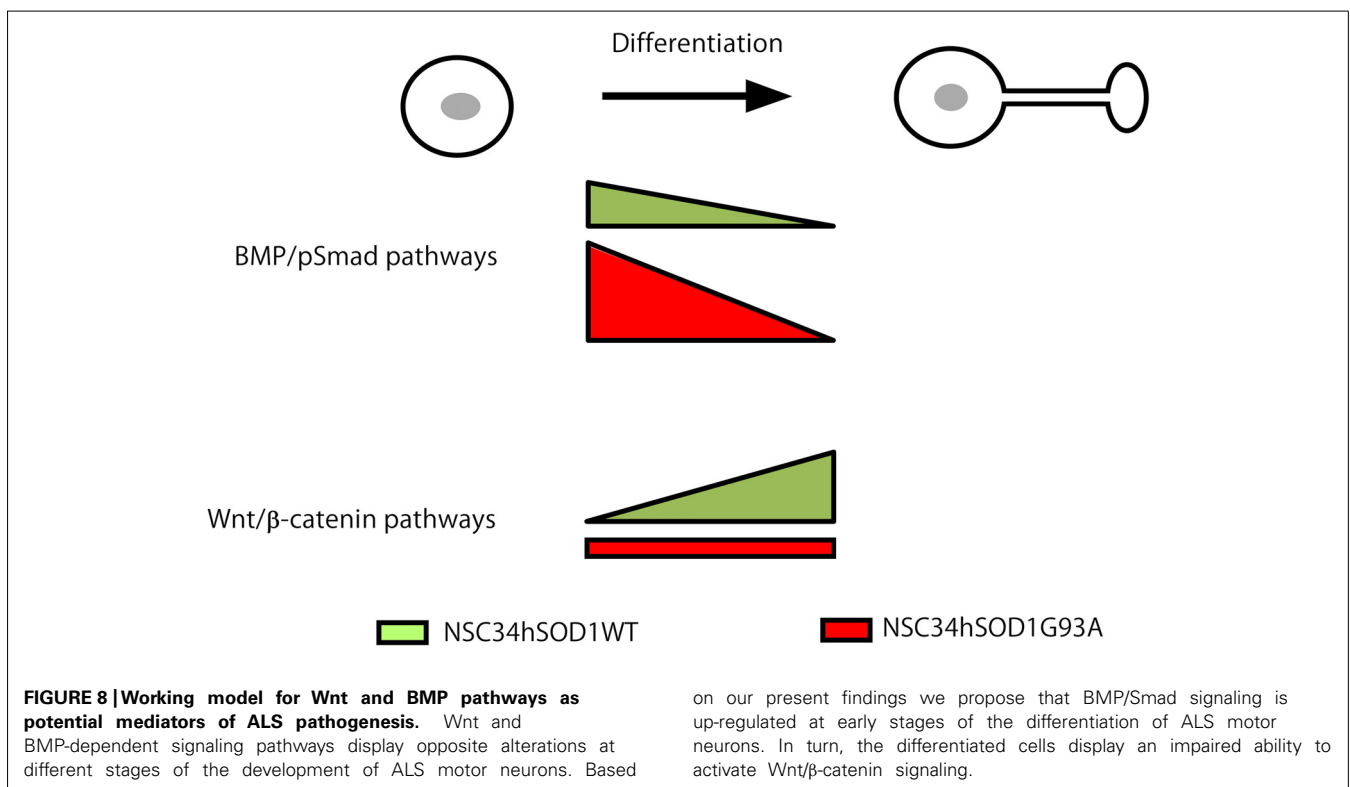 Differentiation
BMP/pSmad pathways
Wnt/β-catenin pathways
NSC34hSOD1WT
NSC34hSOD1G93A
FIGURE 8 | Working model for Wnt and BMP pathways as
potential mediators of ALS pathogenesis. Wnt and
BMP-dependent signaling pathways display opposite alterations at
different stages of the development of ALS motor neurons. Based
on our present findings we propose that BMP/Smad signaling is
up-regulated at early stages of the differentiation of ALS motor
neurons. In turn, the differentiated cells display an impaired ability to
activate Wnt/β-catenin signaling.